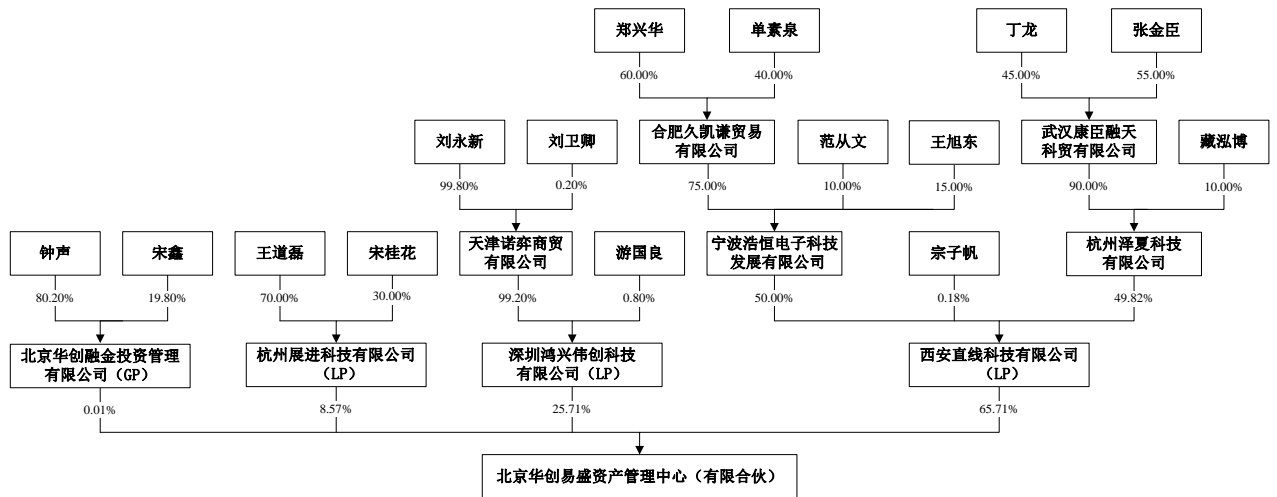 郑兴华
单素泉
丁龙
张金臣
60.00%
40.00%
45.00%
55.00%
刘永新
刘卫卿
合肥久凯谦贸易
有限公司
范从文
王旭东
武汉康臣融天
科贸有限公司
藏泓博
99.80%
0.20%
75.00%
10.00%
15.00%
90.00%
10.00%
钟声
宋鑫
王道磊
宋桂花
天津诺弈商贸
有限公司
游国良
宁波浩恒电子科技
发展有限公司
宗子帆
杭州泽夏科技
有限公司
80.20%
19.80%
70.00%
30.00%
99.20%
0.80%
50.00%
0.18%
49.82%
北京华创融金投资管理
有限公司（GP）
杭州展进科技有限公司
（LP）
深圳鸿兴伟创科技
有限公司（LP）
西安直线科技有限公司
（LP）
0.01%
8.57%
25.71%
65.71%
北京华创易盛资产管理中心（有限合伙）